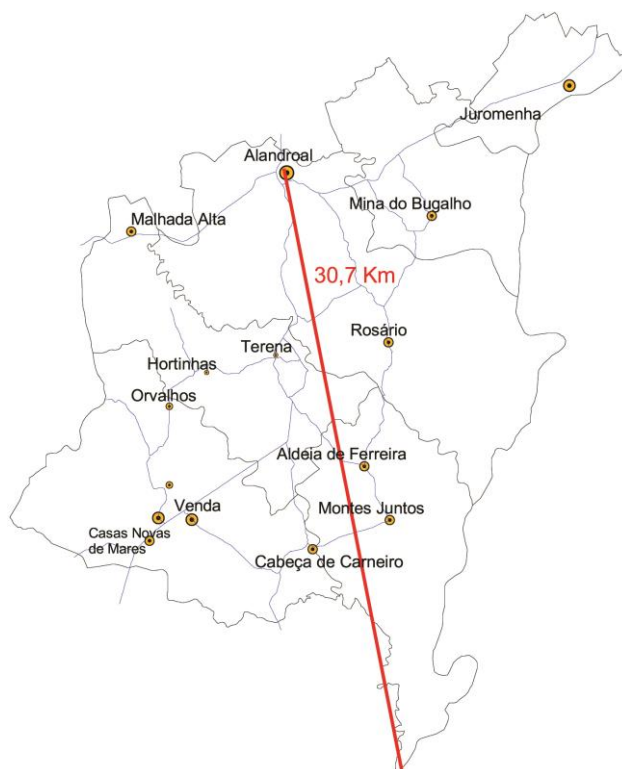 Juromenha
Alandroal
Mina do Bugalho
Malhada Alta
30,7 Km
Rosário
Terena
Hortinhas
Orvalhos
Aldeia de Ferreira
Venda
Montes Juntos
Casas Novas
de Mares
Cabeça de Carneiro